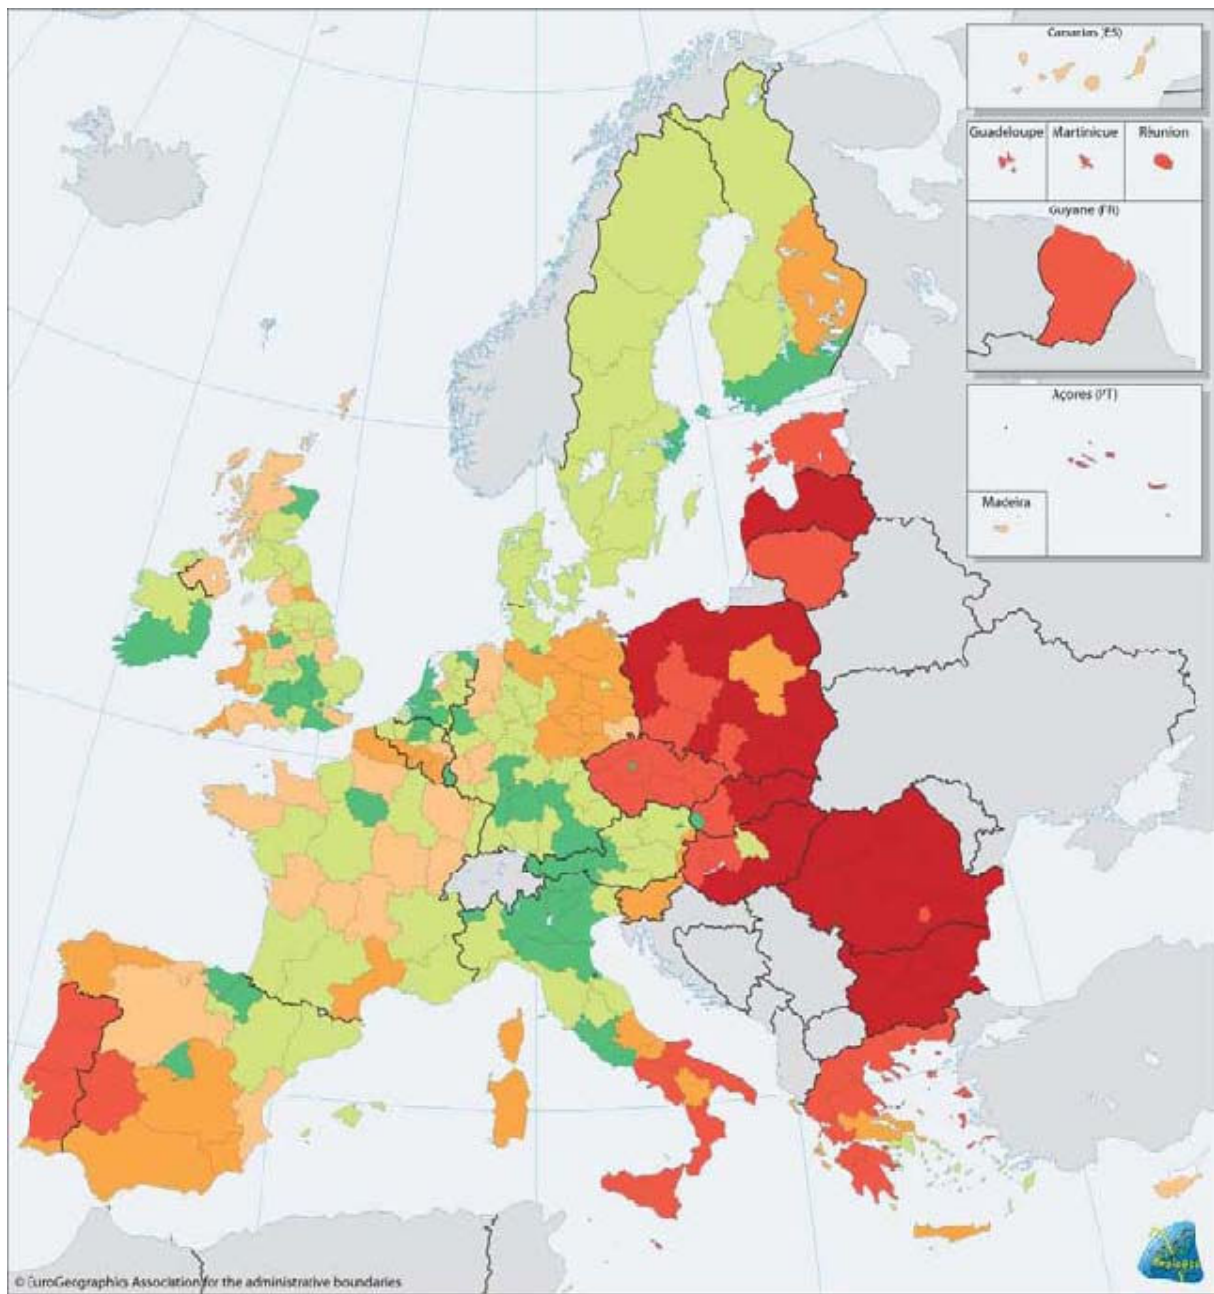 Canarias (ES)
Guadeloupe
Martinique
Réunion
Guyane (FR)
Açores (PT)
Madeira
© EuroGeographics Association for the administrative boundaries